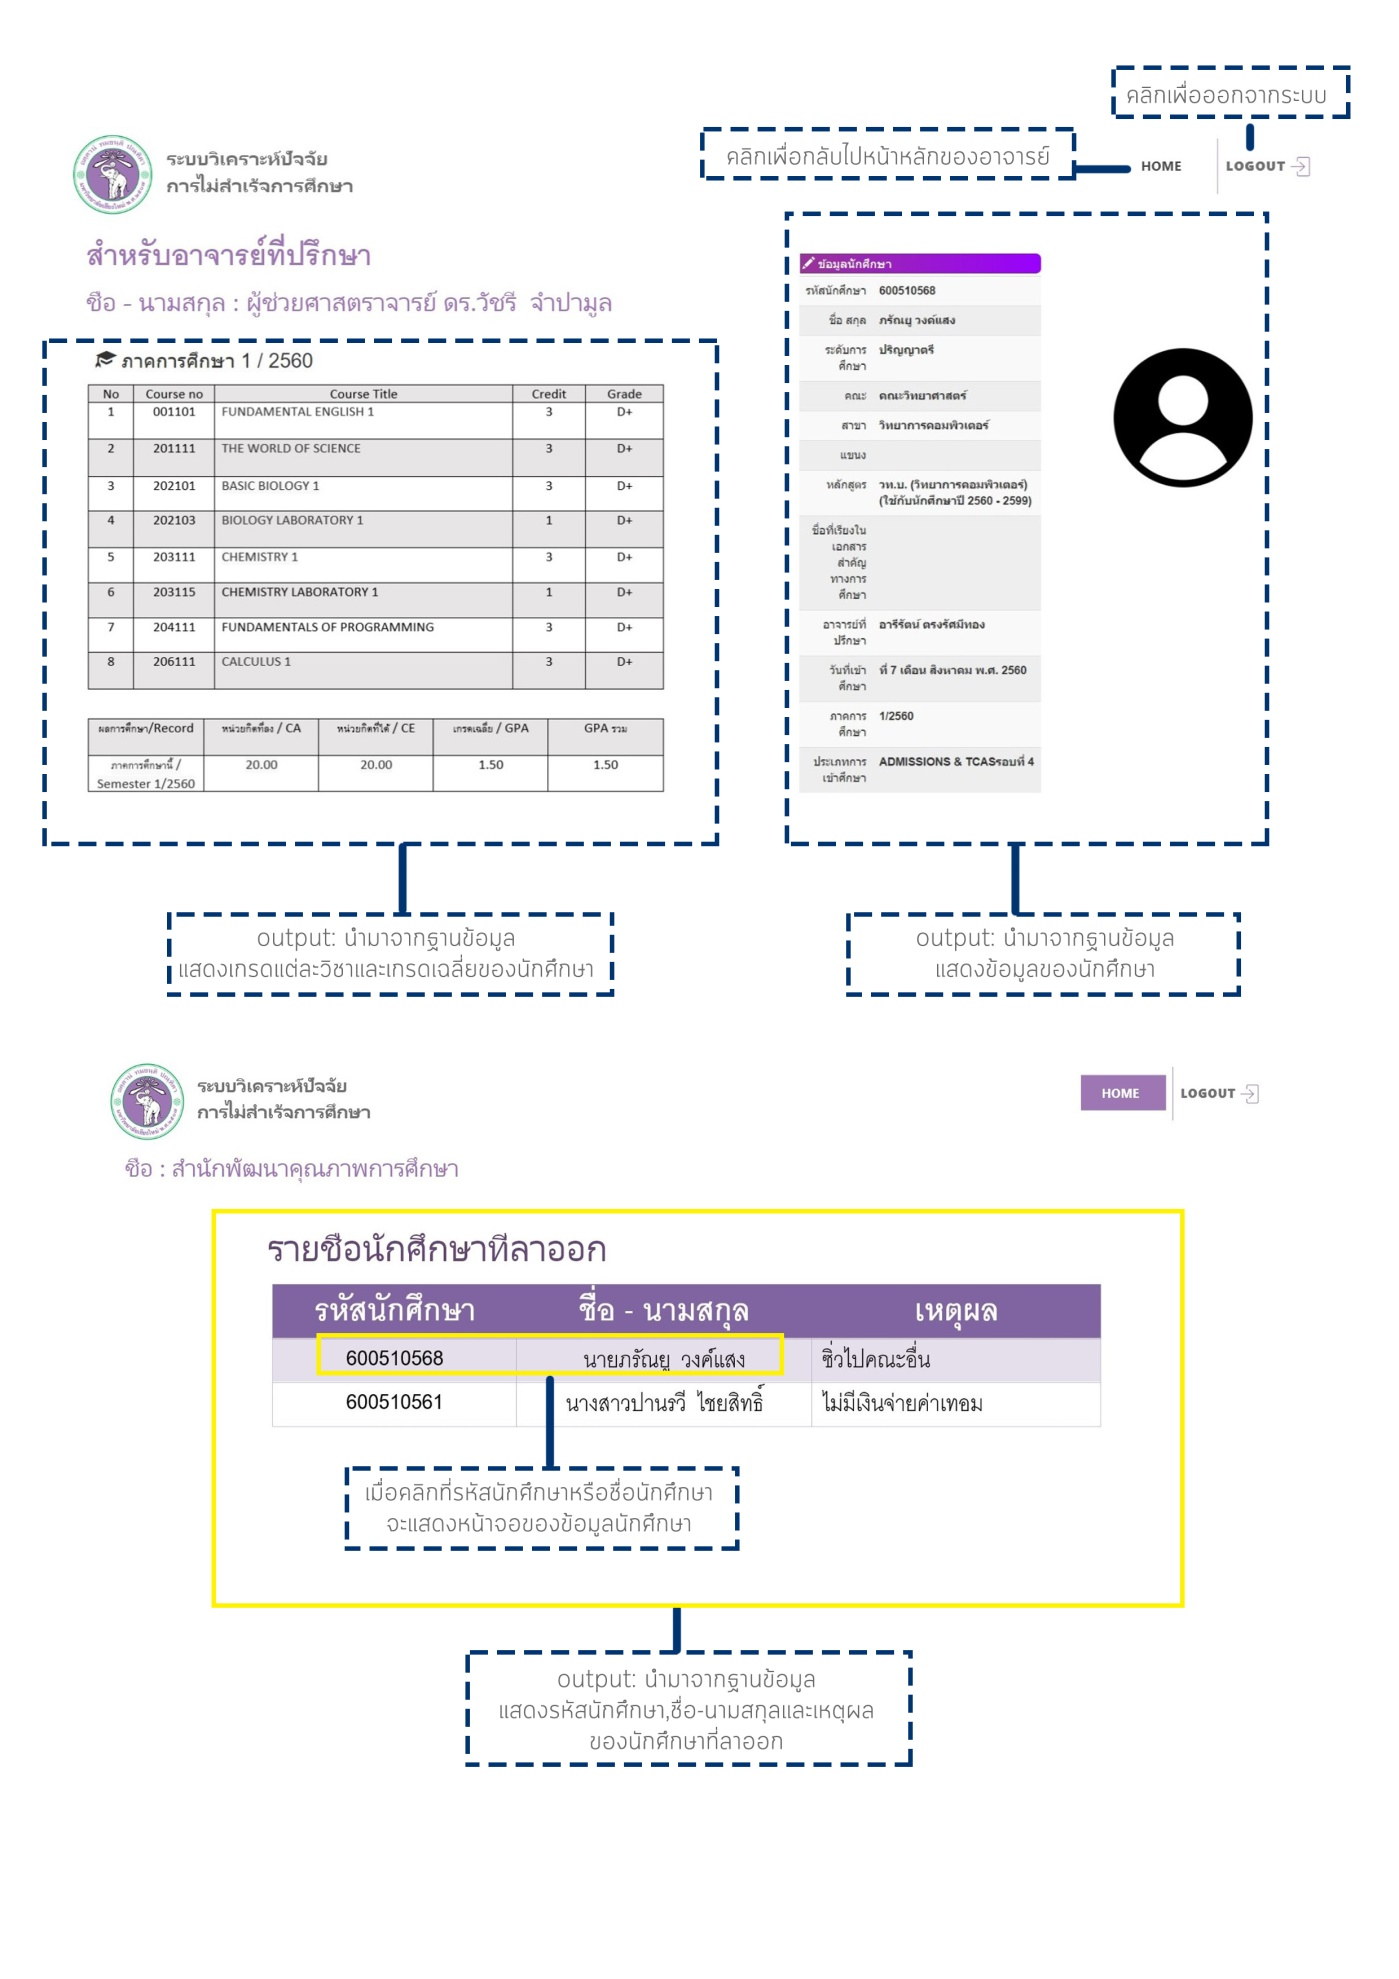 คลิกเพื่อออกจากระบบ
คลิกเพื่อกลับไปหน้าหลักของอาจารย์
HOME
LOGOUT
ระบบวิเคราะห์ปัจจัย
การไม่สำเร็จการศึกษา
สำหรับอาจารย์ที่ปรึกษา
ชื่อ - นามสกุล : ผู้ช่วยศาสตราจารย์ ดร.วัชรี จำปามูล
ภาคการศึกษา 1 / 2560
No Course no Course Title Credit Grade
1 001101 FUNDAMENTAL ENGLISH 1 3 D+
2 201111 THE WORLD OF SCIENCE 3 D+
3 202101 BASIC BIOLOGY 1 3 D+
4 202103 BIOLOGY LABORATORY 1 1 D+
5 203111 CHEMISTRY 1 3 D+
6 203115 CHEMISTRY LABORATORY 1 1 D+
7 204111 FUNDAMENTALS OF PROGRAMMING 3 D+
8 206111 CALCULUS 1 3 D+
ผลการศึกษา/Record หน่วยกิตที่ลง / CA หน่วยกิตที่ได้ / CE เกรดเฉลี่ย / GPA GPA รวม
ภาคการศึกษานี้ / 20.00 20.00 1.50 1.50
Semester 1/2560
ข้อมูลนักศึกษา
รหัสนักศึกษา 600510568
ชื่อ สกุล ภรัณยู วงค์แสง
ระดับการ ปริญญาตรี
ศึกษา
คณะ คณะวิทยาศาสตร์
สาขา วิทยาการคอมพิวเตอร์
แขนง
หลักสูตร วท.บ. (วิทยาการคอมพิวเตอร์)
(ใช้กับนักศึกษาปี 2560 - 2599)
ชื่อที่เรียงใน
เอกสาร
สำคัญ
ทางการ
ศึกษา
อาจารย์ที่ อารีรัตน์ ตรงรัศมีทอง
ปรึกษา
วันที่เข้า ที่ 7 เดือน สิงหาคม พ.ศ. 2560
ศึกษา
ภาคการ 1/2560
ศึกษา
ประเภทการ ADMISSIONS & TCASรอบที่ 4
เข้าศึกษา
output: นำมาจากฐานข้อมูล
แสดงเกรดแต่ละวิชาและเกรดเฉลี่ยของนักศึกษา
output: นำมาจากฐานข้อมูล
แสดงข้อมูลของนักศึกษา
ระบบวิเคราะห์ปัจจัย
การไม่สำเร็จการศึกษา
HOME
LOGOUT
ชื่อ : สำนักพัฒนาคุณภาพการศึกษา
รายชื่อนักศึกษาที่ลาออก
รหัสนักศึกษา ชื่อ - นามสกุล เหตุผล
600510568 นายภรัณยู วงค์แสง ซิ่วไปคณะอื่น
600510561 นางสาวปานรวี ไชยสิทธิ์ ไม่มีเงินจ่ายค่าเทอม
เมื่อคลิกที่รหัสนักศึกษาหรือชื่อนักศึกษา
จะแสดงหน้าจอของข้อมูลนักศึกษา
output: นำมาจากฐานข้อมูล
แสดงรหัสนักศึกษา,ชื่อ-นามสกุลและเหตุผล
ของนักศึกษาที่ลาออก